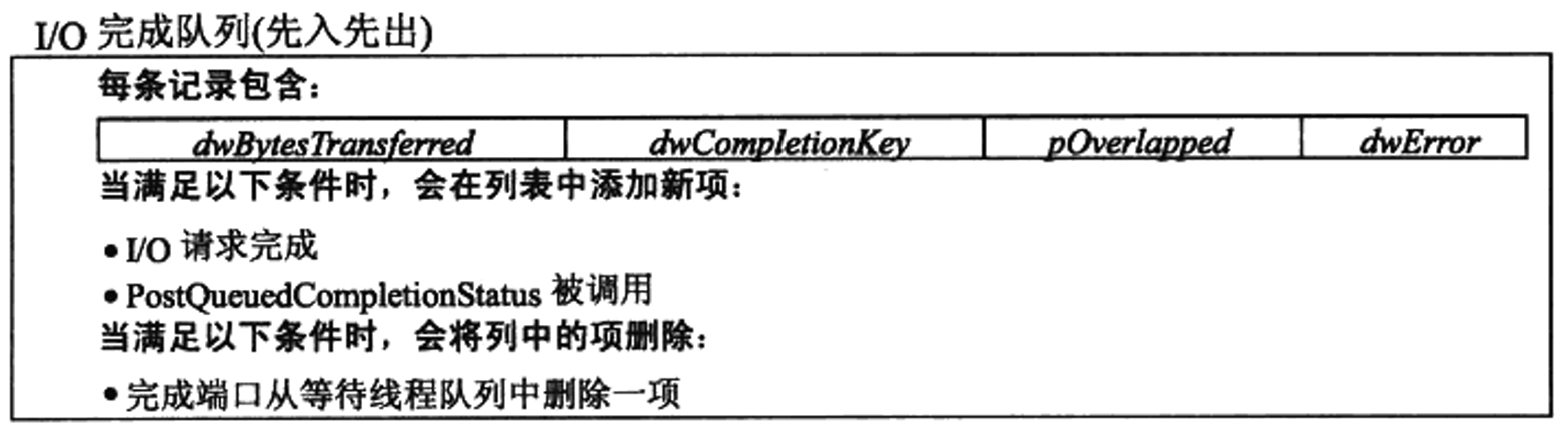 I/O 完成队列(先入先出)
每条记录包含：
dwBytesTransferred dwCompletionKey pOverlapped dwError
当满足以下条件时，会在列表中添加新项：
• I/O 请求完成
• PostQueuedCompletionStatus 被调用
当满足以下条件时，会将列中的项删除：
• 完成端口从等待线程队列中删除一项